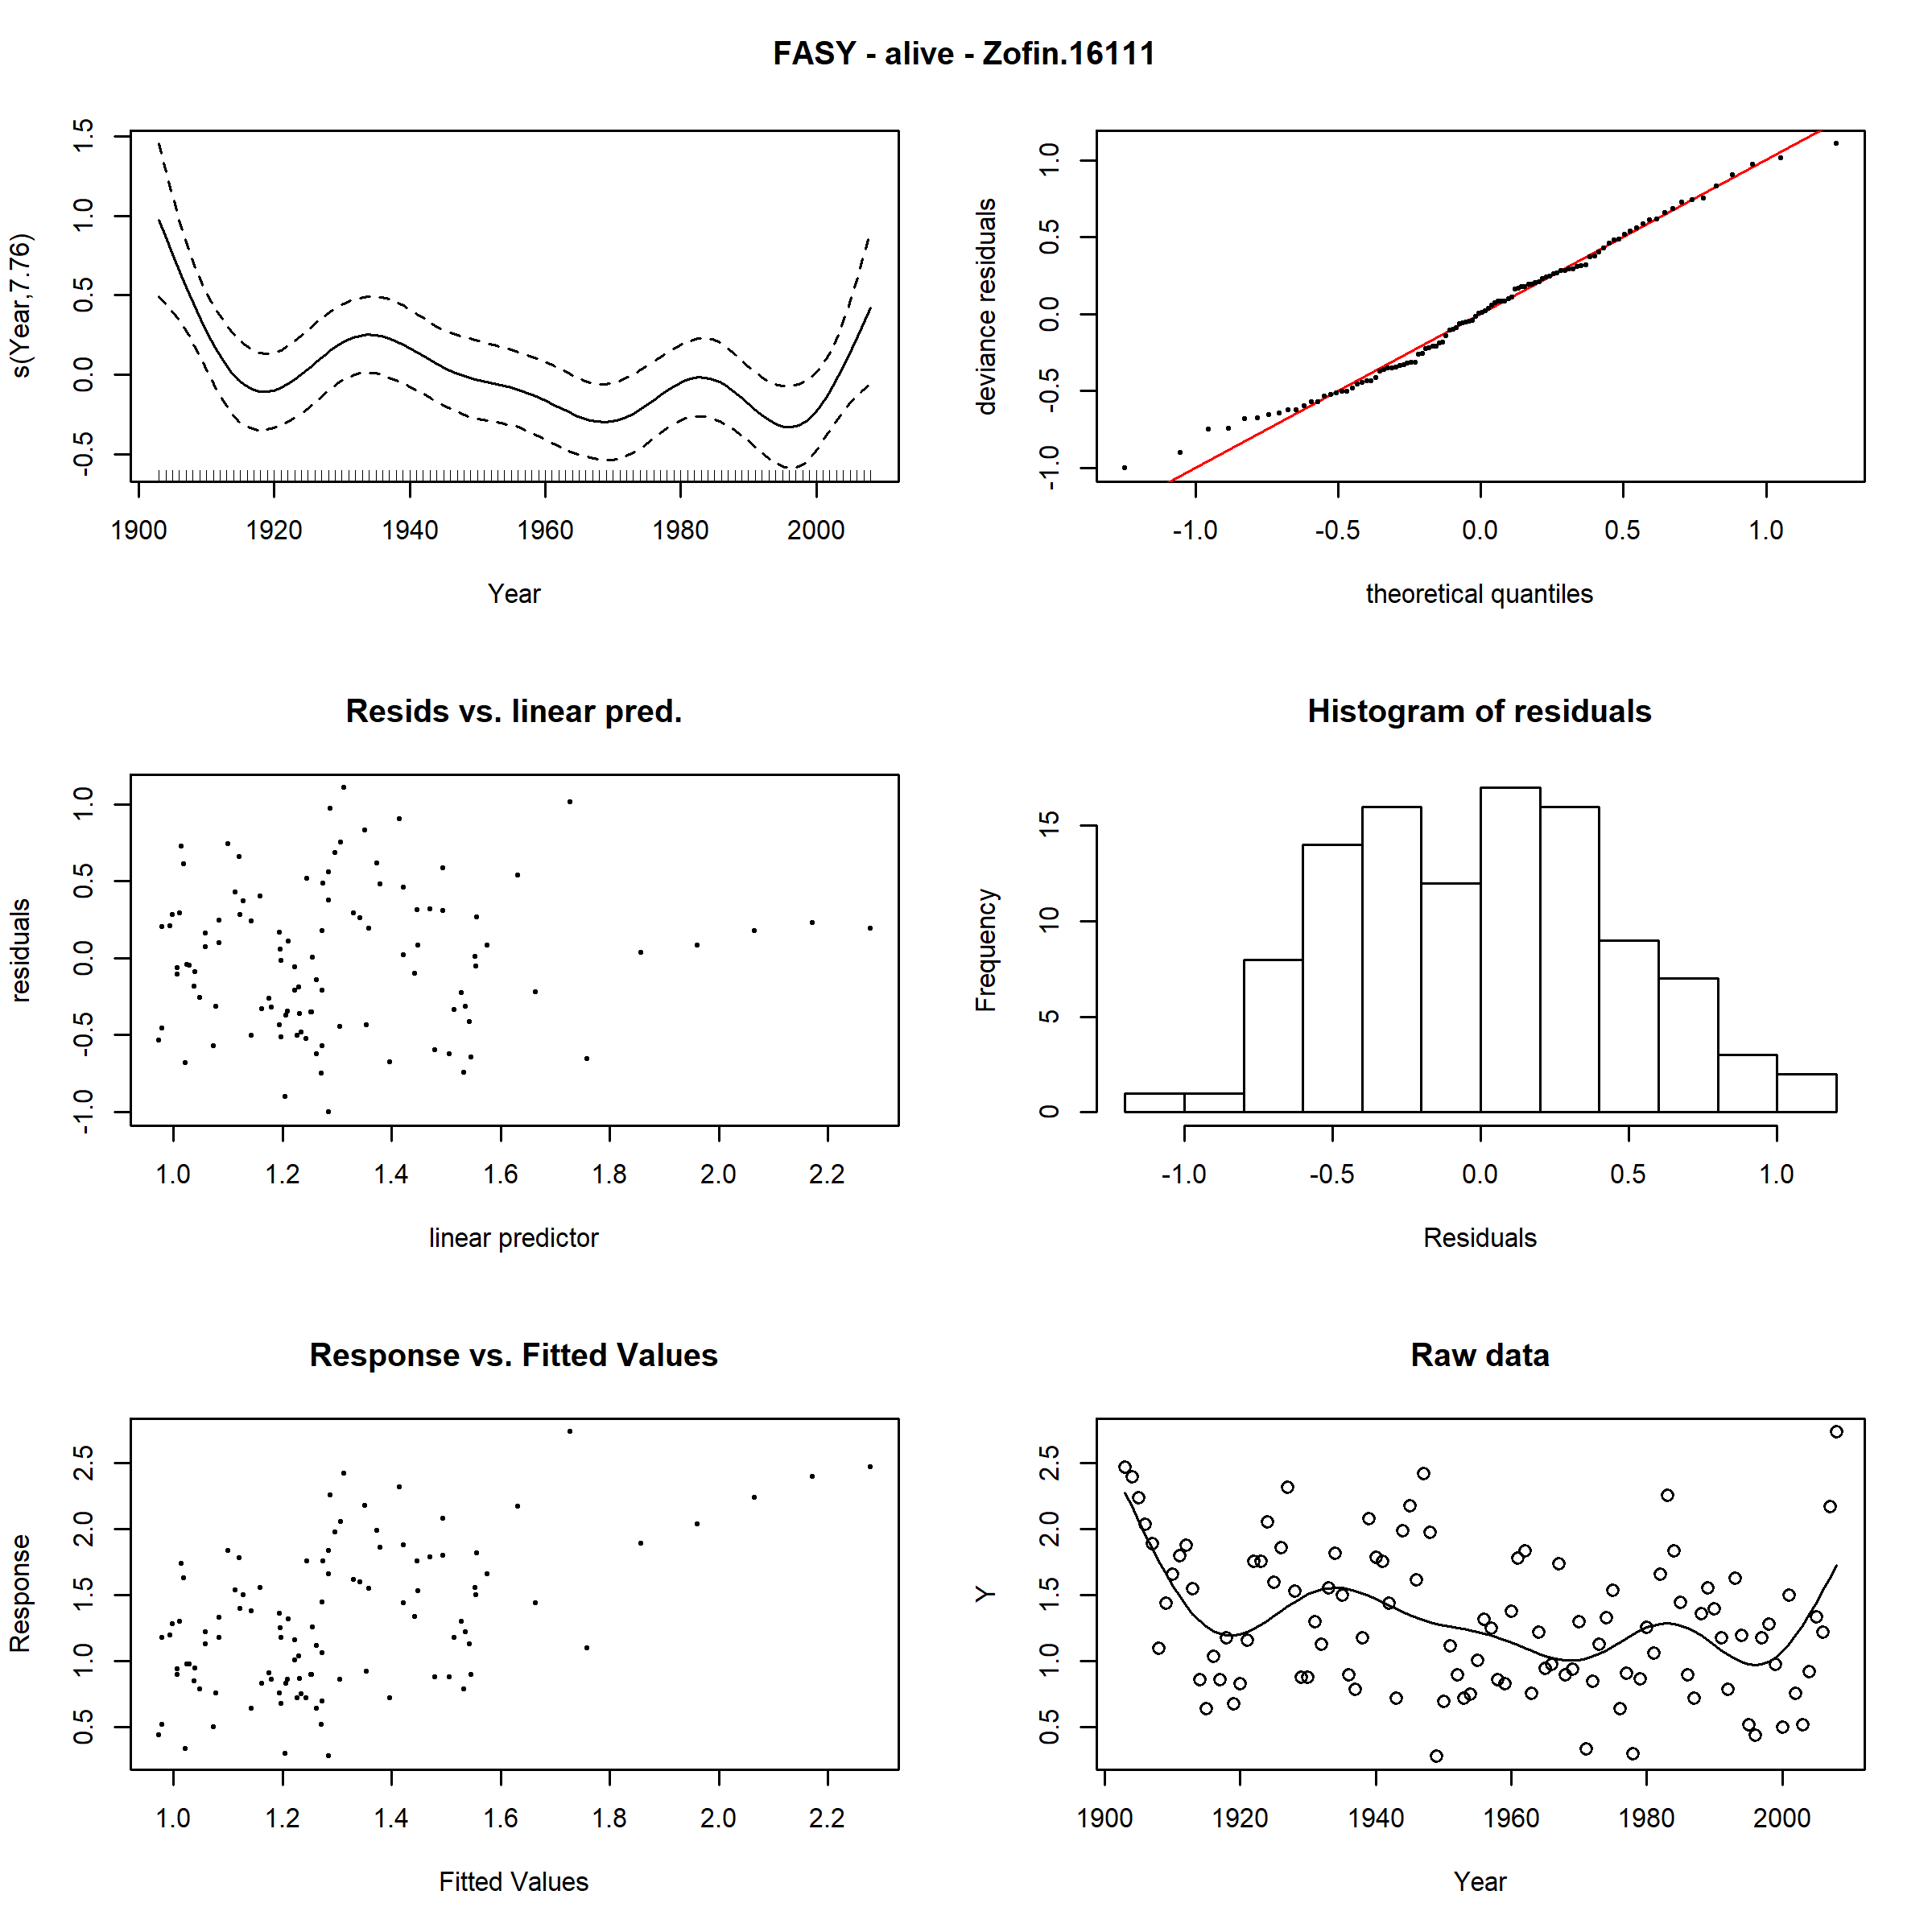 FASY - alive - Zofin.16111
s(Year,7.76)
1.5
1.0
0.5
0.0
-0.5
1900 1920 1940 1960 1980 2000
Year
deviance residuals
1.0
0.5
0.0
-0.5
-1.0
-1.0 -0.5 0.0 0.5 1.0
theoretical quantiles
Resids vs. linear pred.
residuals
1.0
0.5
0.0
-0.5
-1.0
1.0 1.2 1.4 1.6 1.8 2.0 2.2
linear predictor
Histogram of residuals
Frequency
15
10
5
0
-1.0 -0.5 0.0 0.5 1.0
Residuals
Response vs. Fitted Values
Response
2.5
2.0
1.5
1.0
0.5
1.0 1.2 1.4 1.6 1.8 2.0 2.2
Fitted Values
Raw data
Y
2.5
2.0
1.5
1.0
0.5
1900 1920 1940 1960 1980 2000
Year